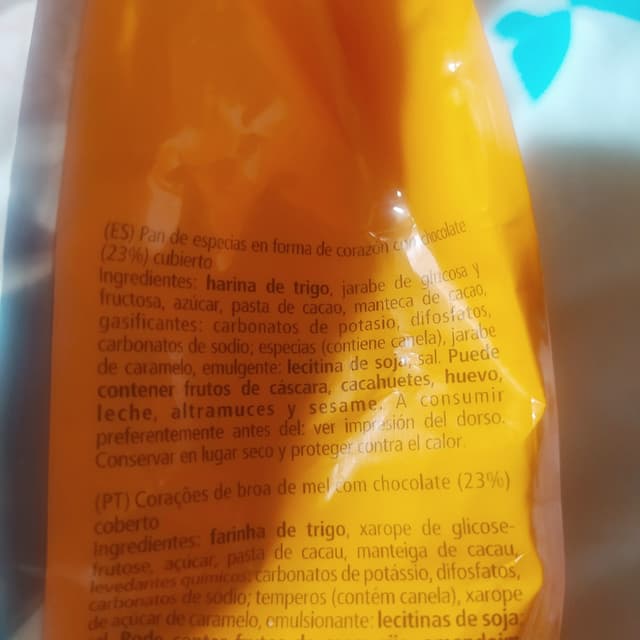 (ES) Pan de especias en forma de corazón con chocolate
(23%) cubierto
Ingredientes: harina de trigo, jarabe de glucosa y
fructosa, azúcar, pasta de cacao, manteca de cacao,
gasificantes: carbonatos de potasio, difosfatos,
carbonatos de sodio; especias (contiene canela), jarabe
de caramelo, emulgente: lecitina de soja, sal. Puede
contener frutos de cáscara, cacahuetes, huevo,
leche, altramuces y sesame. A consumir
preferentemente antes del: ver impresión del dorso.
Conservar en lugar seco y proteger contra el calor.
(PT) Corações de broa de mel com chocolate (23%)
coberto
Ingredientes: farinha de trigo, xarope de glicose-
frutose, açúcar, pasta de cacau, manteiga de cacau,
levedantes químicos: carbonatos de potássio, difosfatos,
carbonatos de sódio; temperos (contém canela), xarope
de açúcar de caramelo, emulsionante: lecitinas de soja;